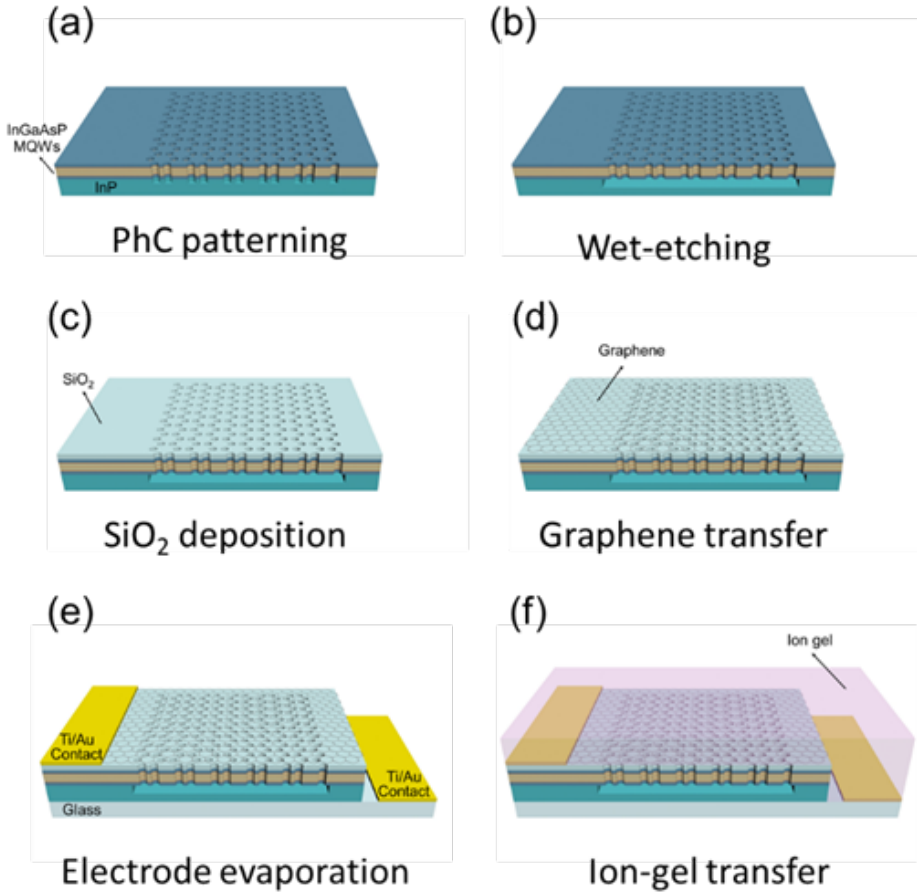 (a)
(b)
InGaAsP
MQWs
InP
PhC patterning
Wet-etching
(c)
(d)
SiO₂
Graphene
SiO₂ deposition
Graphene transfer
(e)
(f)
Ion gel
Ti/Au
Contact
Ti/Au
Contact
Glass
Electrode evaporation
Ion-gel transfer